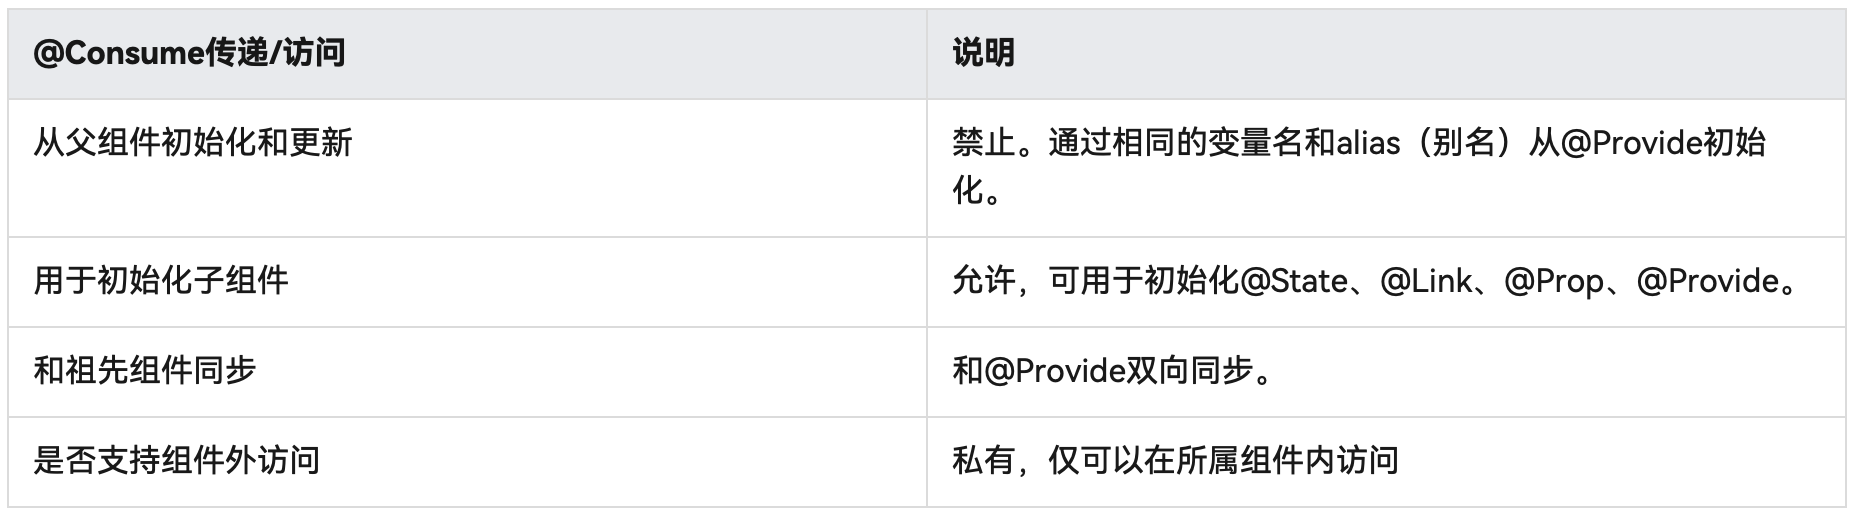 @Consume传递/访问
说明
从父组件初始化和更新
禁止。通过相同的变量名和alias（别名）从@Provide初始
化。
用于初始化子组件
允许，可用于初始化@State、@Link、@Prop、@Provide。
和祖先组件同步
和@Provide双向同步。
是否支持组件外访问
私有，仅可以在所属组件内访问